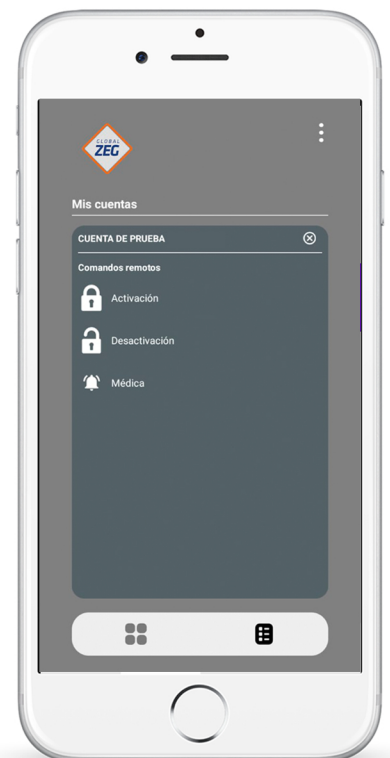 GLOBAL
ZEG
Mis cuentas
CUENTA DE PRUEBA
Comandos remotos
Activación
Desactivación
Médica